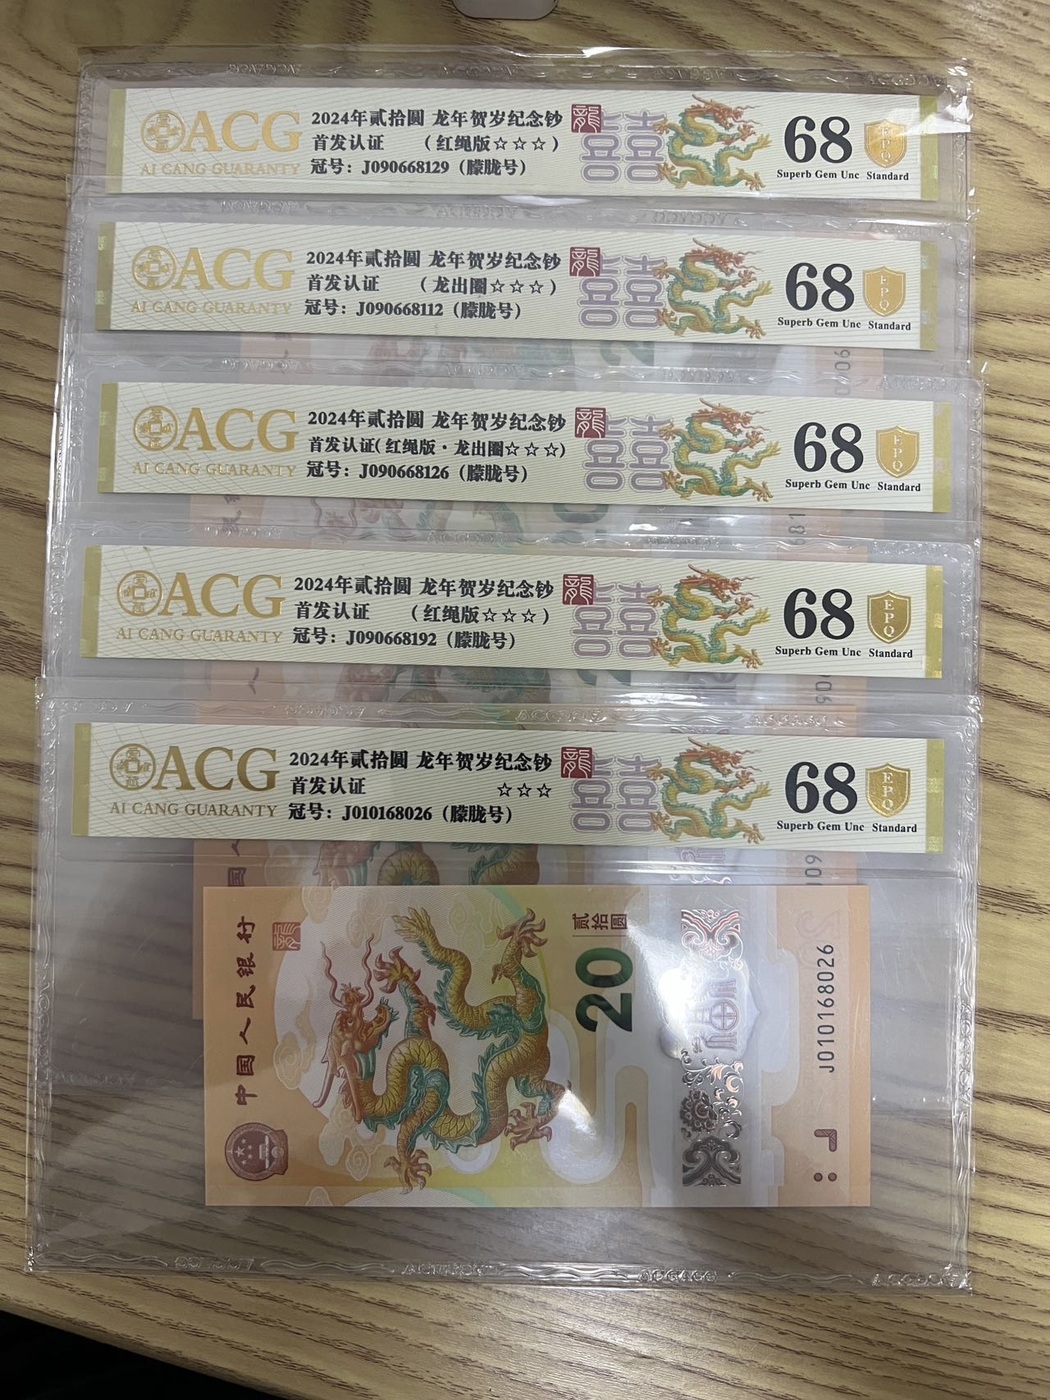 ACG
AI CANG GUARANTY
2024年贰拾圆 龙年贺岁纪念钞
首发认证 （红绳版☆☆☆）
冠号：J090668129（朦胧号）
龍
68
Superb Gem Unc Standard
EPQ
ACG
AI CANG GUARANTY
2024年贰拾圆 龙年贺岁纪念钞
首发认证 （龙出圈☆☆☆）
冠号：J090668112（朦胧号）
龍
68
Superb Gem Unc Standard
EPQ
ACG
AI CANG GUARANTY
2024年贰拾圆 龙年贺岁纪念钞
首发认证（红绳版·龙出圈☆☆☆）
冠号：J090668126（朦胧号）
龍
68
Superb Gem Unc Standard
EPQ
ACG
AI CANG GUARANTY
2024年贰拾圆 龙年贺岁纪念钞
首发认证 （红绳版☆☆☆）
冠号：J090668192（朦胧号）
龍
68
Superb Gem Unc Standard
EPQ
ACG
AI CANG GUARANTY
2024年贰拾圆 龙年贺岁纪念钞
首发认证 ☆☆☆
冠号：J010168026（朦胧号）
龍
68
Superb Gem Unc Standard
EPQ
中国人民银行
贰拾圆
20
J010168026